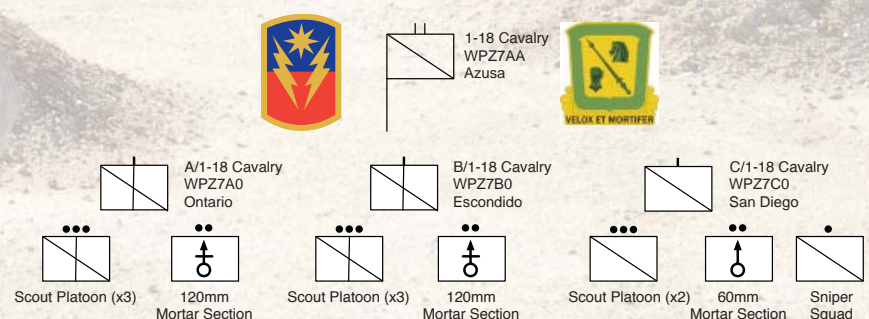 1-18 Cavalry
WPZ7AA
Azusa
VELOX ET MORTIFER
A/1-18 Cavalry
WPZ7A0
Ontario
B/1-18 Cavalry
WPZ7B0
Escondido
C/1-18 Cavalry
WPZ7C0
San Diego
Scout Platoon (x3)
120mm
Mortar Section
Scout Platoon (x3)
120mm
Mortar Section
Scout Platoon (x2)
60mm
Mortar Section
Sniper
Squad